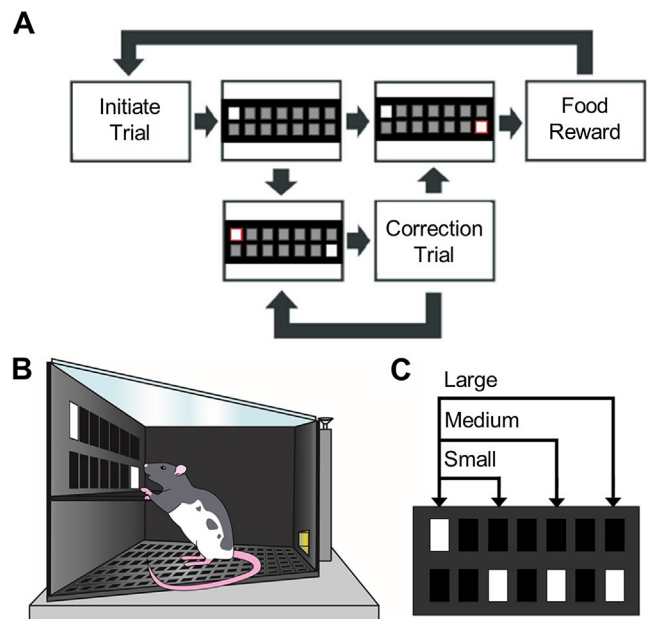 A
Initiate
Trial
Food
Reward
Correction
Trial
B
C
Large
Medium
Small